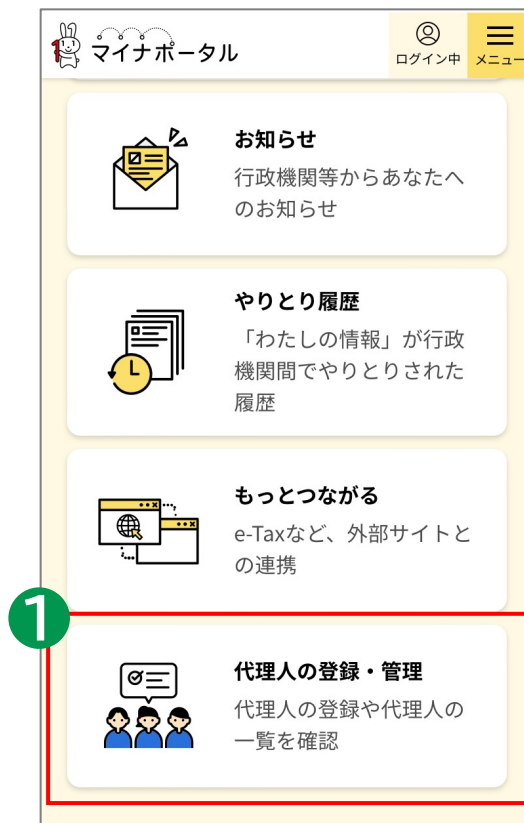 マイナポータル
ログイン中
メニュー
お知らせ
行政機関等からあなたへ
のお知らせ
やりとり履歴
「わたしの情報」が行政
機関間でやりとりされた
履歴
もっとつながる
e-Taxなど、外部サイトと
の連携
1
代理人の登録・管理
代理人の登録や代理人の
一覧を確認